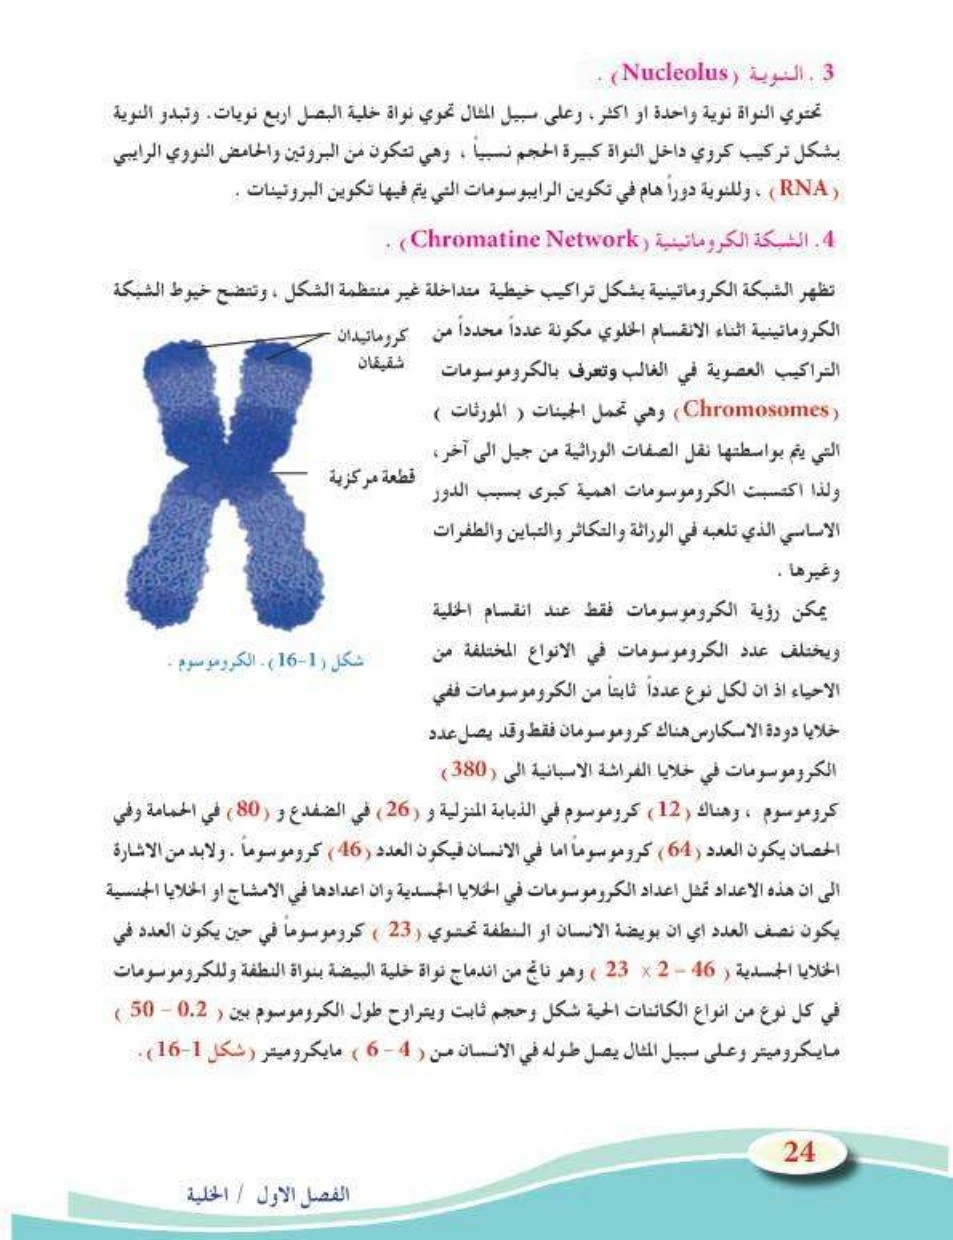 3 . النوية (Nucleolus) .
تحتوي النواة نوية واحدة او اكثر ، وعلى سبيل المثال تحوي نواة خلية البصل اربع نويات . وتبدو النوية
بشكل تركيب كروي داخل النواة كبيرة الحجم نسبياً ، وهي تتكون من البروتين والحامض النووي الرايبي
(RNA) ، وللنوية دوراً هام في تكوين الرايبوسومات التي يتم فيها تكوين البروتينات .
4. الشبكة الكروماتينية (Chromatine Network) .
تظهر الشبكة الكروماتينية بشكل تراكيب خيطية متداخلة غير منتظمة الشكل ، وتتضح خيوط الشبكة
الكروماتينية اثناء الانقسام الخلوي مكونة عدداً محدداً من
التراكيب العصوية في الغالب وتعرف بالكروموسومات
(Chromosomes) وهي تحمل الجينات ( المورثات )
التي يتم بواسطتها نقل الصفات الوراثية من جيل الى آخر ،
ولذا اكتسبت الكروموسومات اهمية كبرى بسبب الدور
الاساسي الذي تلعبه في الوراثة والتكاثر والتباين والطفرات
وغيرها .
كروماتيدان
شقيقان
قطعة مركزية
شكل (1-16) . الكروموسوم .
يمكن رؤية الكروموسومات فقط عند انقسام الخلية
ويختلف عدد الكروموسومات في الانواع المختلفة من
الاحياء اذ ان لكل نوع عدداً ثابتاً من الكروموسومات ففي
خلايا دودة الاسكارس هناك كروموسومان فقط وقد يصل عدد
الكروموسومات في خلايا الفراشة الاسبانية الى (380)
كروموسوم ، وهناك (12) كروموسوم في الذبابة المنزلية و (26) في الضفدع و (80) في الحمامة وفي
الحصان يكون العدد (64) كروموسوماً اما في الانسان فيكون العدد (46) كروموسوماً . ولابد من الاشارة
الى ان هذه الاعداد تمثل اعداد الكروموسومات في الخلايا الجسدية وان اعدادها في الامشاج او الخلايا الجنسية
يكون نصف العدد اي ان بويضة الانسان او النطفة تحتوي (23) كروموسوماً في حين يكون العدد في
الخلايا الجسدية ( 46 – 2 × 23 ) وهو ناتج من اندماج نواة خلية البيضة بنواة النطفة وللكروموسومات
في كل نوع من انواع الكائنات الحية شكل وحجم ثابت ويتراوح طول الكروموسوم بين ( 0.2 – 50 )
مايكروميتر وعلى سبيل المثال يصل طوله في الانسان من ( 4 – 6 ) مايكروميتر (شكل 1-16) .
24
الفصل الاول / الخلية